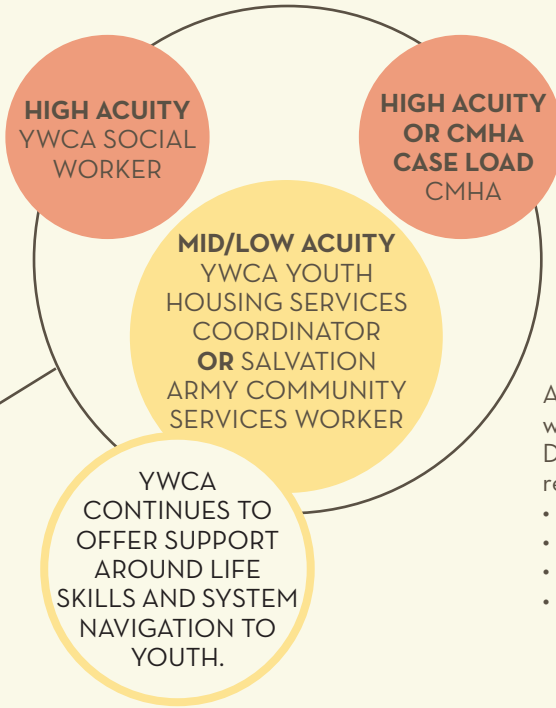 HIGH ACUITY
YWCA SOCIAL
WORKER
HIGH ACUITY
OR CMHA
CASE LOAD
CMHA
MID/LOW ACUITY
YWCA YOUTH
HOUSING SERVICES
COORDINATOR
OR SALVATION
ARMY COMMUNITY
SERVICES WORKER
YWCA
CONTINUES TO
OFFER SUPPORT
AROUND LIFE
SKILLS AND SYSTEM
NAVIGATION TO
YOUTH.